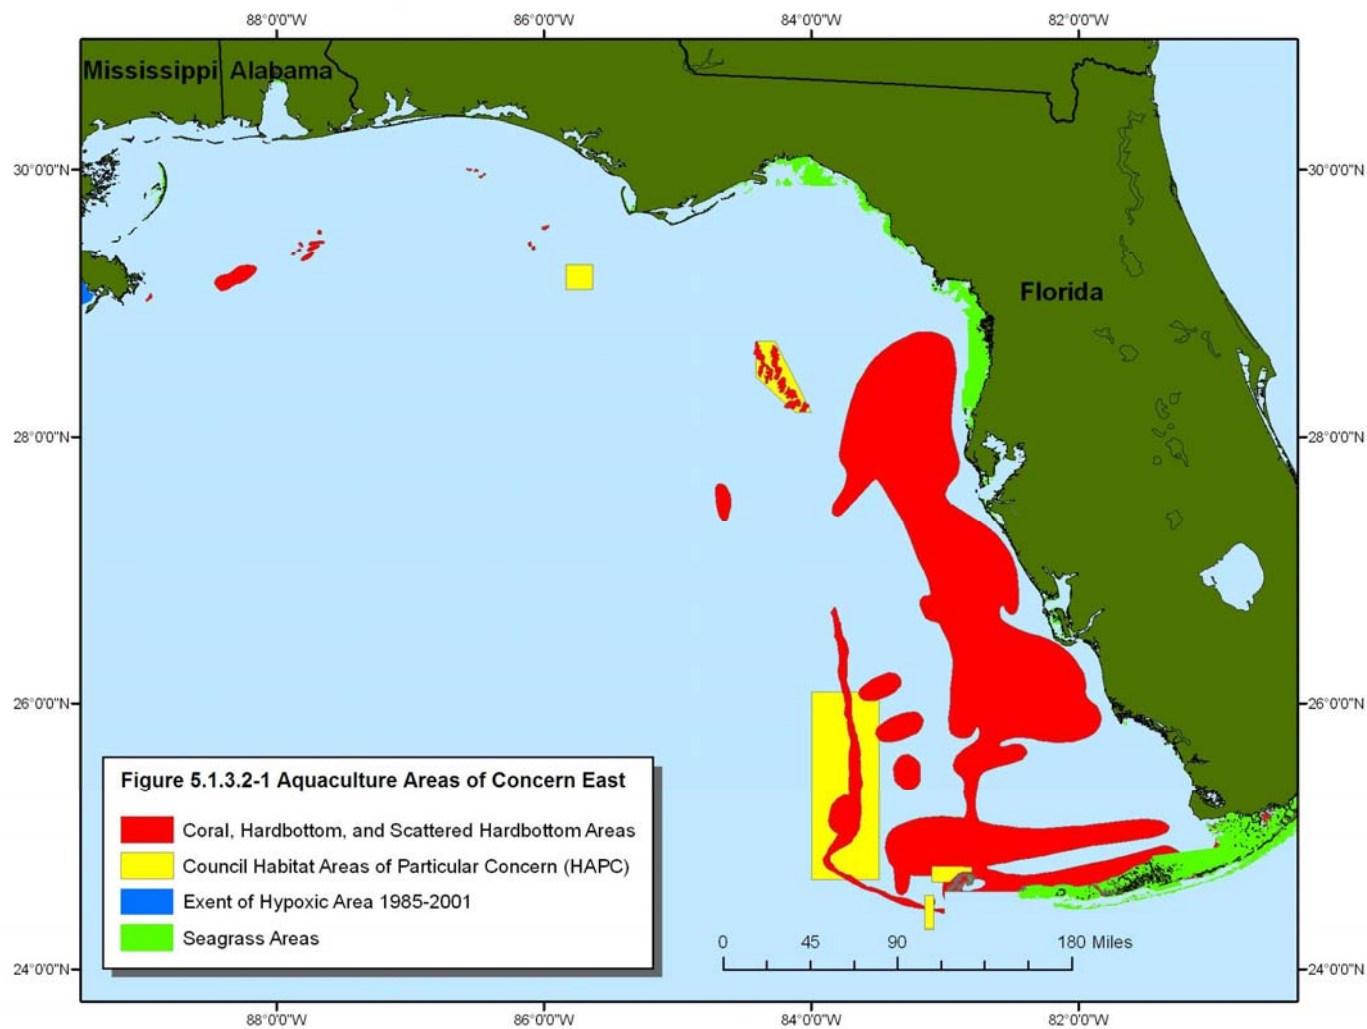 88°0'0"W 86°0'0"W 84°0'0"W 82°0'0"W
Mississippi Alabama
30°0'0"N 30°0'0"N
Florida
28°0'0"N 28°0'0"N
26°0'0"N 26°0'0"N
Figure 5.1.3.2-1 Aquaculture Areas of Concern East
Coral, Hardbottom, and Scattered Hardbottom Areas
Council Habitat Areas of Particular Concern (HAPC)
Exent of Hypoxic Area 1985-2001
Seagrass Areas
0 45 90 180 Miles
24°0'0"N 24°0'0"N
88°0'0"W 86°0'0"W 84°0'0"W 82°0'0"W